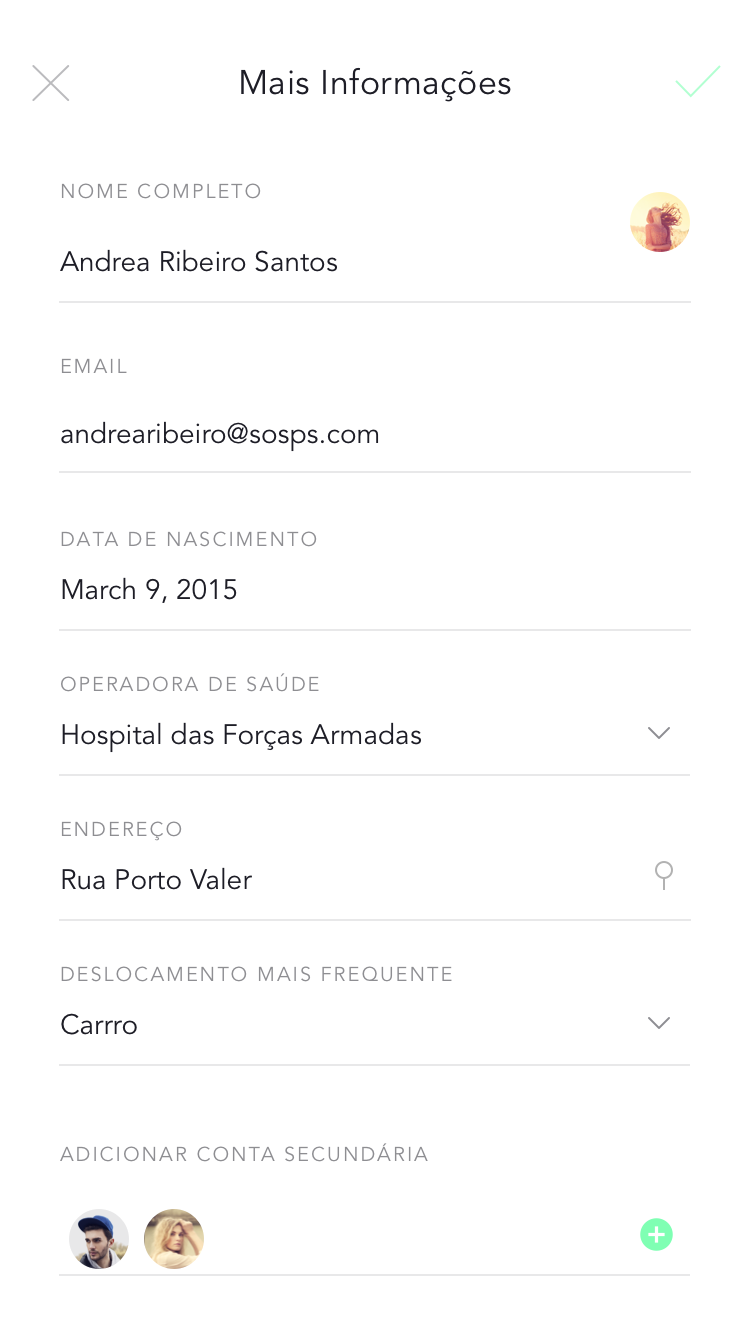 Mais Informações
NOME COMPLETO
Andrea Ribeiro Santos
EMAIL
andrearibeiro@sosps.com
DATA DE NASCIMENTO
March 9, 2015
OPERADORA DE SAÚDE
Hospital das Forças Armadas
ENDEREÇO
Rua Porto Valer
DESLOCAMENTO MAIS FREQUENTE
Carrro
ADICIONAR CONTA SECUNDÁRIA